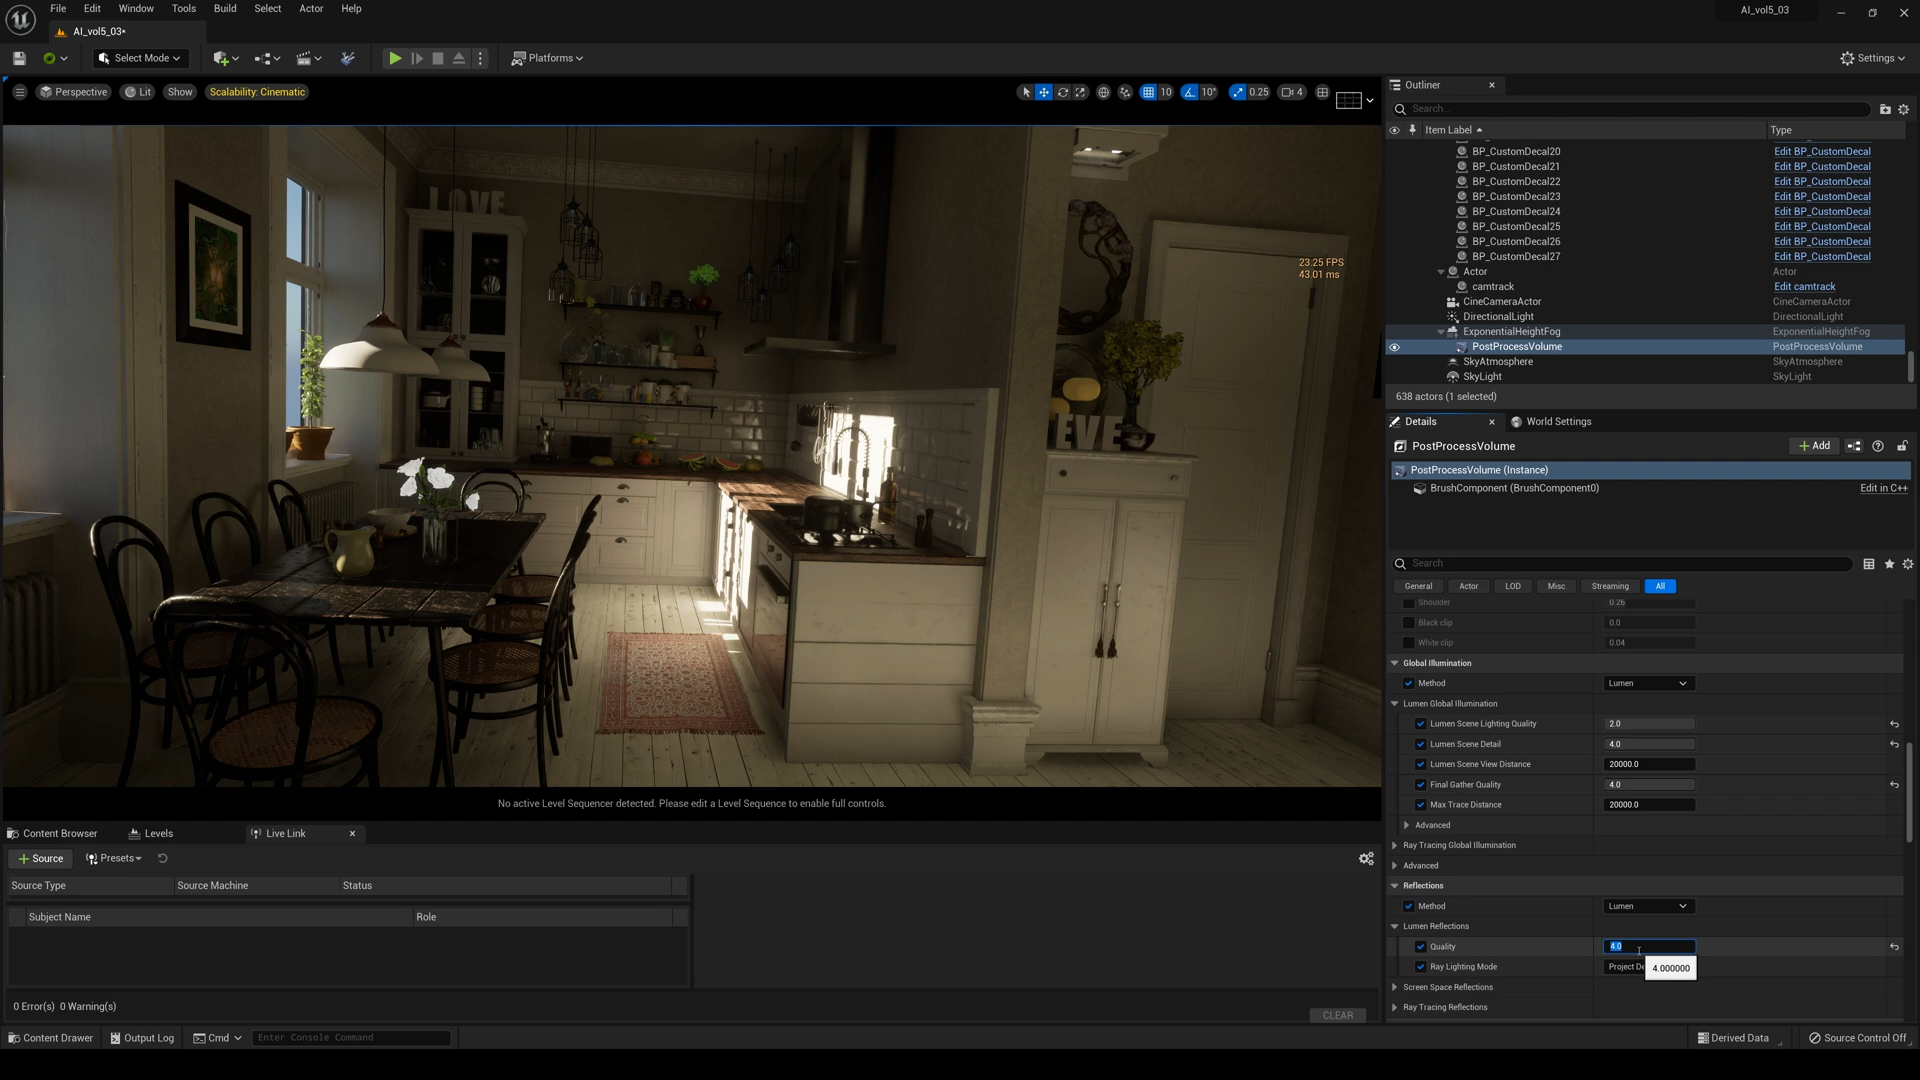 File Edit Window Tools Build Select Actor Help
AI_vol5_03
AI_vol5_03*
Select Mode
Platforms
Settings
Perspective Lit Show Scalability: Cinematic
10 10° 0.25 4
LOVE
23.25 FPS
43.01 ms
EVE
No active Level Sequencer detected. Please edit a Level Sequence to enable full controls.
Outliner
Search...
Item Label Type
BP_CustomDecal20 Edit BP_CustomDecal
BP_CustomDecal21 Edit BP_CustomDecal
BP_CustomDecal22 Edit BP_CustomDecal
BP_CustomDecal23 Edit BP_CustomDecal
BP_CustomDecal24 Edit BP_CustomDecal
BP_CustomDecal25 Edit BP_CustomDecal
BP_CustomDecal26 Edit BP_CustomDecal
BP_CustomDecal27 Edit BP_CustomDecal
Actor Actor
camtrack Edit camtrack
CineCameraActor CineCameraActor
DirectionalLight DirectionalLight
ExponentialHeightFog ExponentialHeightFog
PostProcessVolume PostProcessVolume
SkyAtmosphere SkyAtmosphere
SkyLight SkyLight
638 actors (1 selected)
Details World Settings
PostProcessVolume
Add
PostProcessVolume (Instance)
BrushComponent (BrushComponent0) Edit in C++
Search
General Actor LOD Misc Streaming All
Shoulder 0.26
Black clip 0.0
White clip 0.04
Global Illumination
Method Lumen
Lumen Global Illumination
Lumen Scene Lighting Quality 2.0
Lumen Scene Detail 4.0
Lumen Scene View Distance 20000.0
Final Gather Quality 4.0
Max Trace Distance 20000.0
Advanced
Ray Tracing Global Illumination
Advanced
Reflections
Method Lumen
Lumen Reflections
Quality 4.0
Ray Lighting Mode Project De
4.000000
Screen Space Reflections
Ray Tracing Reflections
Content Browser Levels Live Link
Source Presets
Source Type Source Machine Status
Subject Name Role
0 Error(s) 0 Warning(s)
CLEAR
Content Drawer Output Log Cmd Enter Console Command
Derived Data Source Control Off